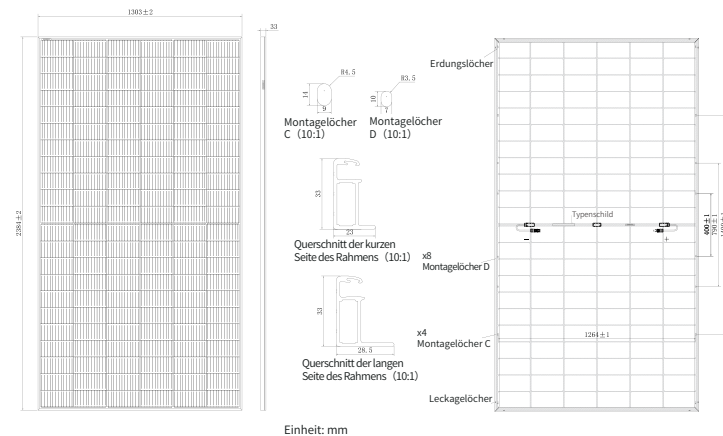 1303±2
33
2384±2
R4,5
14
9
Montagelöcher
C (10:1)
R3,5
10
7
Montagelöcher
D (10:1)
33
23
Querschnitt der kurzen
Seite des Rahmens (10:1)
33
28,5
Querschnitt der langen
Seite des Rahmens (10:1)
Erdungslöcher
Typenschild
− +
400±1
790±1
x8
Montagelöcher D
x4
Montagelöcher C
1264±1
Leckagelöcher
Einheit: mm